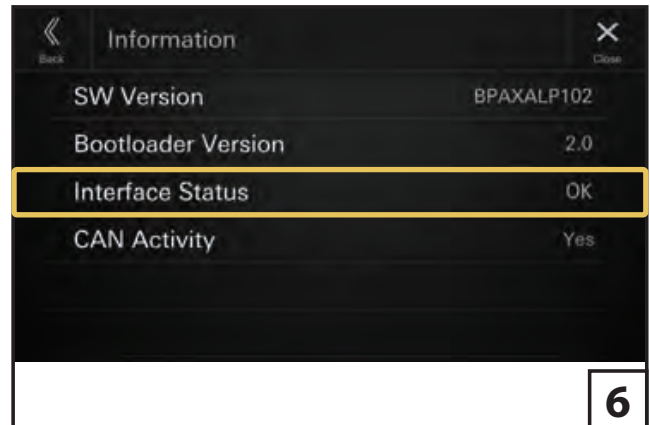 Information
Back
Close
SW Version BPAXALP102
Bootloader Version 2.0
Interface Status OK
CAN Activity Yes
6